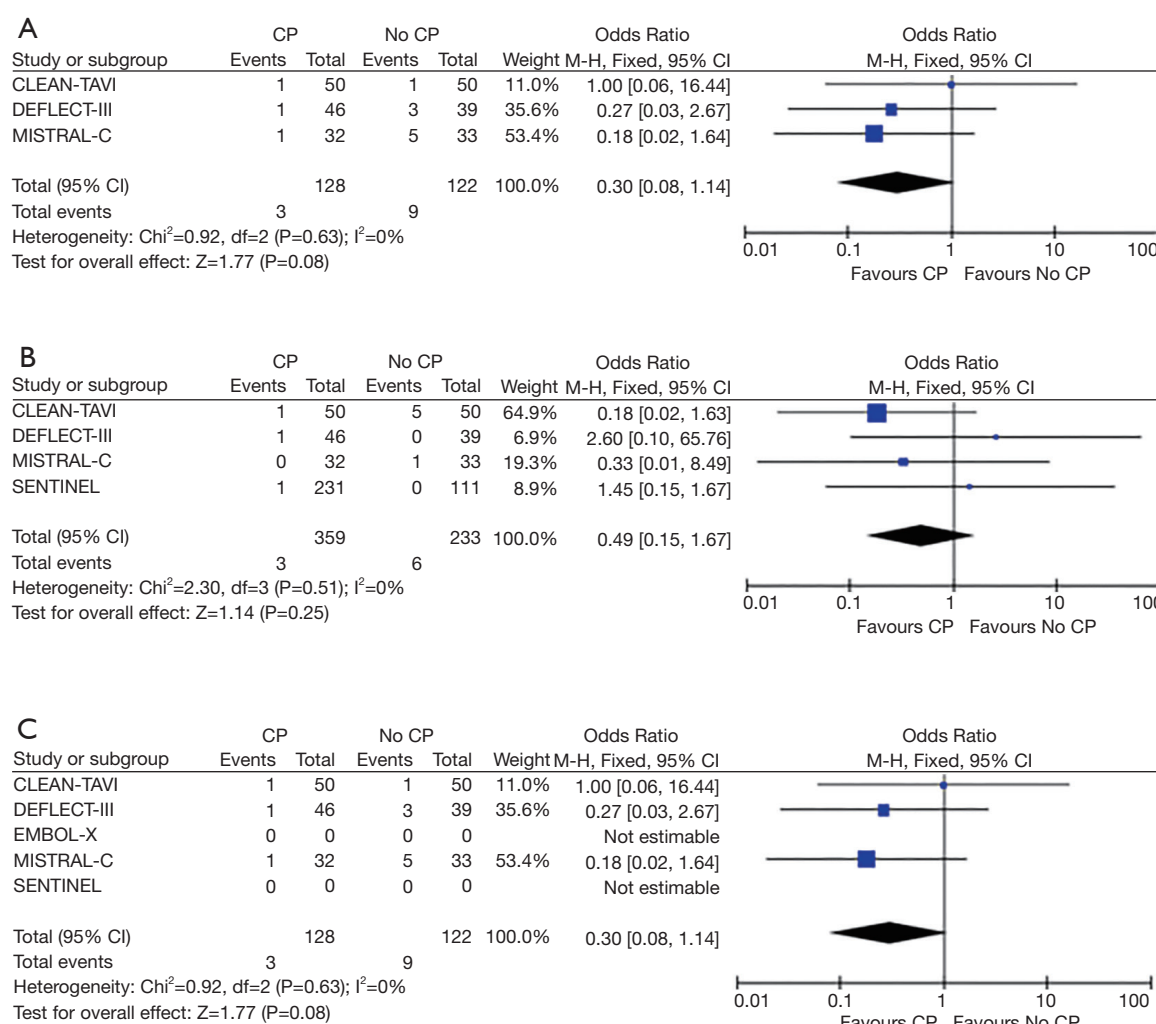 A
CP No CP Odds Ratio Odds Ratio
Study or subgroup Events Total Events Total Weight M-H, Fixed, 95% CI M-H, Fixed, 95% CI
CLEAN-TAVI 1 50 1 50 11.0% 1.00 [0.06, 16.44]
DEFLECT-III 1 46 3 39 35.6% 0.27 [0.03, 2.67]
MISTRAL-C 1 32 5 33 53.4% 0.18 [0.02, 1.64]
Total (95% CI) 128 122 100.0% 0.30 [0.08, 1.14]
Total events 3 9
Heterogeneity: Chi²=0.92, df=2 (P=0.63); I²=0%
Test for overall effect: Z=1.77 (P=0.08)
0.01 0.1 1 10 100
Favours CP Favours No CP
B
CP No CP Odds Ratio Odds Ratio
Study or subgroup Events Total Events Total Weight M-H, Fixed, 95% CI M-H, Fixed, 95% CI
CLEAN-TAVI 1 50 5 50 64.9% 0.18 [0.02, 1.63]
DEFLECT-III 1 46 0 39 6.9% 2.60 [0.10, 65.76]
MISTRAL-C 0 32 1 33 19.3% 0.33 [0.01, 8.49]
SENTINEL 1 231 0 111 8.9% 1.45 [0.15, 1.67]
Total (95% CI) 359 233 100.0% 0.49 [0.15, 1.67]
Total events 3 6
Heterogeneity: Chi²=2.30, df=3 (P=0.51); I²=0%
Test for overall effect: Z=1.14 (P=0.25)
0.01 0.1 1 10 100
Favours CP Favours No CP
C
CP No CP Odds Ratio Odds Ratio
Study or subgroup Events Total Events Total Weight M-H, Fixed, 95% CI M-H, Fixed, 95% CI
CLEAN-TAVI 1 50 1 50 11.0% 1.00 [0.06, 16.44]
DEFLECT-III 1 46 3 39 35.6% 0.27 [0.03, 2.67]
EMBOL-X 0 0 0 0 Not estimable
MISTRAL-C 1 32 5 33 53.4% 0.18 [0.02, 1.64]
SENTINEL 0 0 0 0 Not estimable
Total (95% CI) 128 122 100.0% 0.30 [0.08, 1.14]
Total events 3 9
Heterogeneity: Chi²=0.92, df=2 (P=0.63); I²=0%
Test for overall effect: Z=1.77 (P=0.08)
0.01 0.1 1 10 100
Favours CP Favours No CP